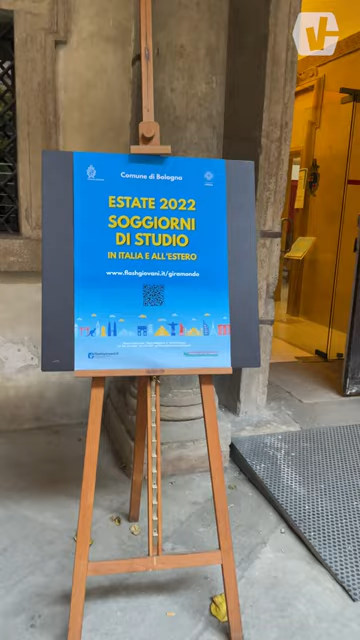 Comune di Bologna
ESTATE 2022
SOGGIORNI
DI STUDIO
IN ITALIA E ALL'ESTERO
www.flashgiovani.it/giramondo